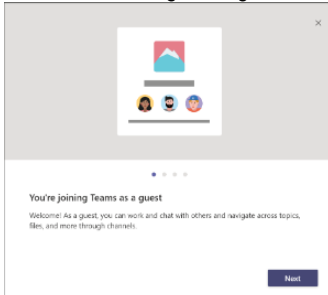 You're joining Teams as a guest
Welcome! As a guest, you can work and chat with others and navigate across topics,
files, and more through channels.
Next